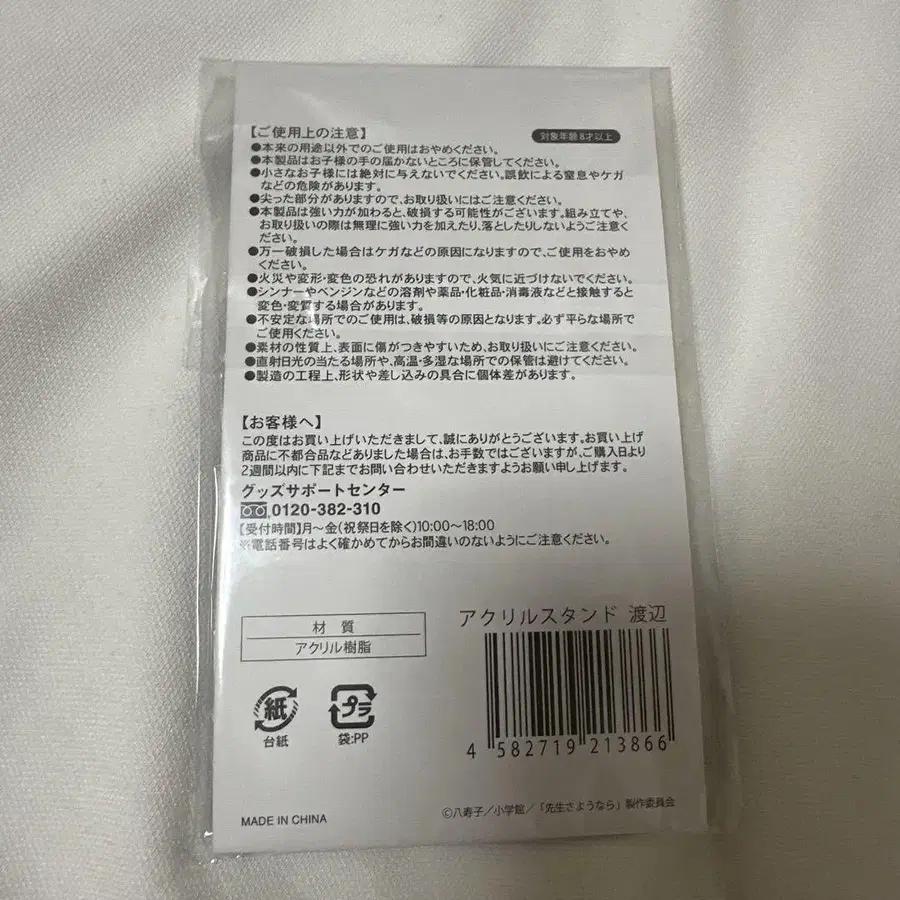 【ご使用上の注意】
対象年齢8才以上
●本来の用途以外でのご使用はおやめください。
●本製品はお子様の手の届かないところに保管してください。
●小さなお子様には絶対に与えないでください。誤飲による窒息やケガ
などの危険があります。
●尖った部分がありますので、お取り扱いにはご注意ください。
●本製品は強い力が加わると、破損する可能性がございます。組み立てや、
お取り扱いの際は無理に強い力を加えたり、落としたりしないようご注意く
ださい。
●万一破損した場合はケガなどの原因になりますので、ご使用をおやめ
ください。
●火災や変形・変色の恐れがありますので、火気に近づけないでください。
●シンナーやベンジンなどの溶剤や薬品・化粧品・消毒液などと接触すると
変色・変質する場合があります。
●不安定な場所でのご使用は、破損等の原因となります。必ず平らな場所で
ご使用ください。
●素材の性質上、表面に傷がつきやすいため、お取り扱いにご注意ください。
●直射日光の当たる場所や、高温・多湿な場所での保管は避けてください。
●製造の工程上、形状や差し込みの具合に個体差があります。
【お客様へ】
この度はお買い上げいただきまして、誠にありがとうございます。お買い上げ
商品に不都合品などありました場合は、お手数ではございますが、ご購入日より
2週間以内に下記までお問い合わせいただきますようお願い申し上げます。
グッズサポートセンター
0120-382-310
【受付時間】月〜金(祝祭日を除く)10:00〜18:00
※電話番号はよく確かめてからお間違いのないようにご注意ください。
アクリルスタンド 渡辺
材質
アクリル樹脂
紙
台紙
プラ
袋:PP
4 582719 213866
©八寿子／小学館／「先生さようなら」製作委員会
MADE IN CHINA